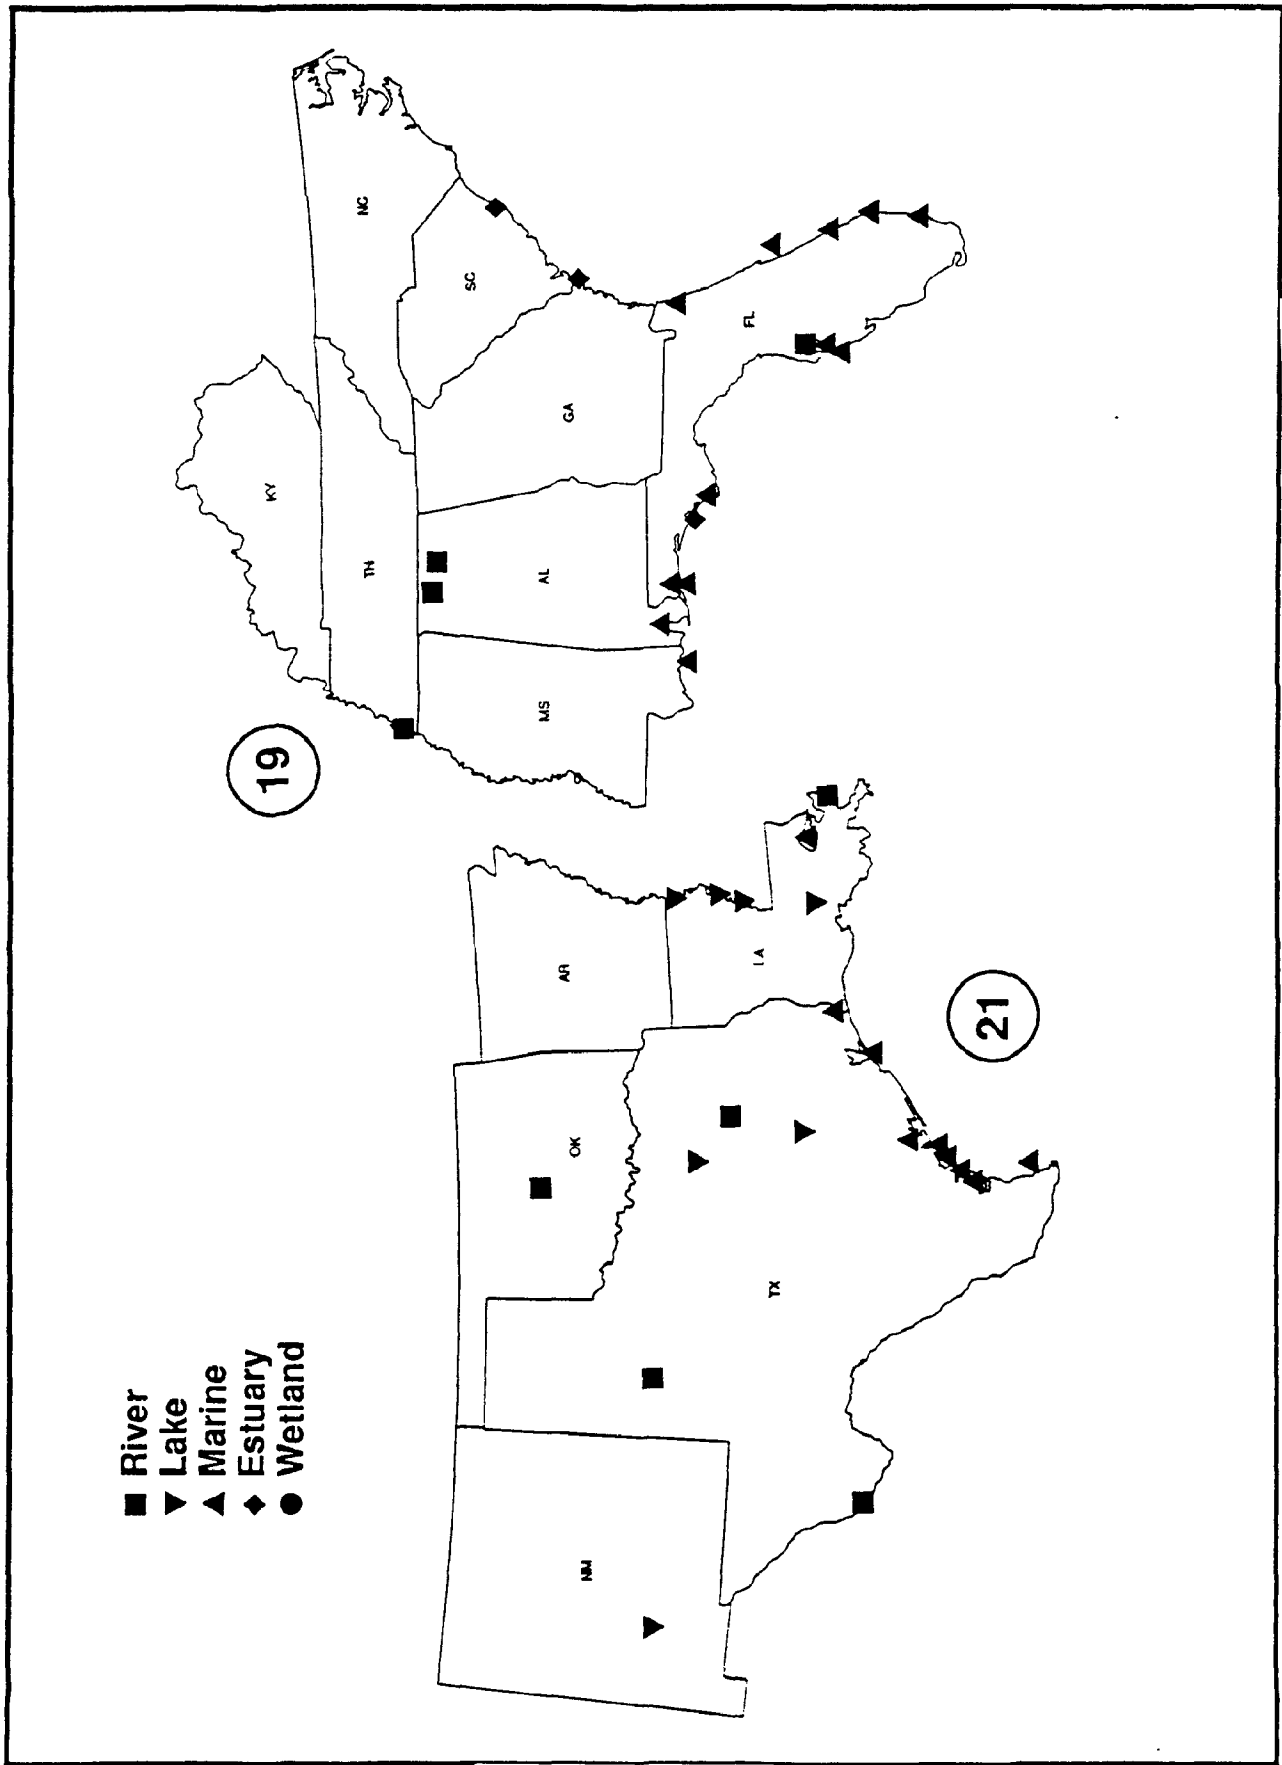 River
Lake
Marine
Estuary
Wetland
19
KY
TN
NC
SC
MS
AL
GA
FL
NM
OK
AR
TX
LA
21